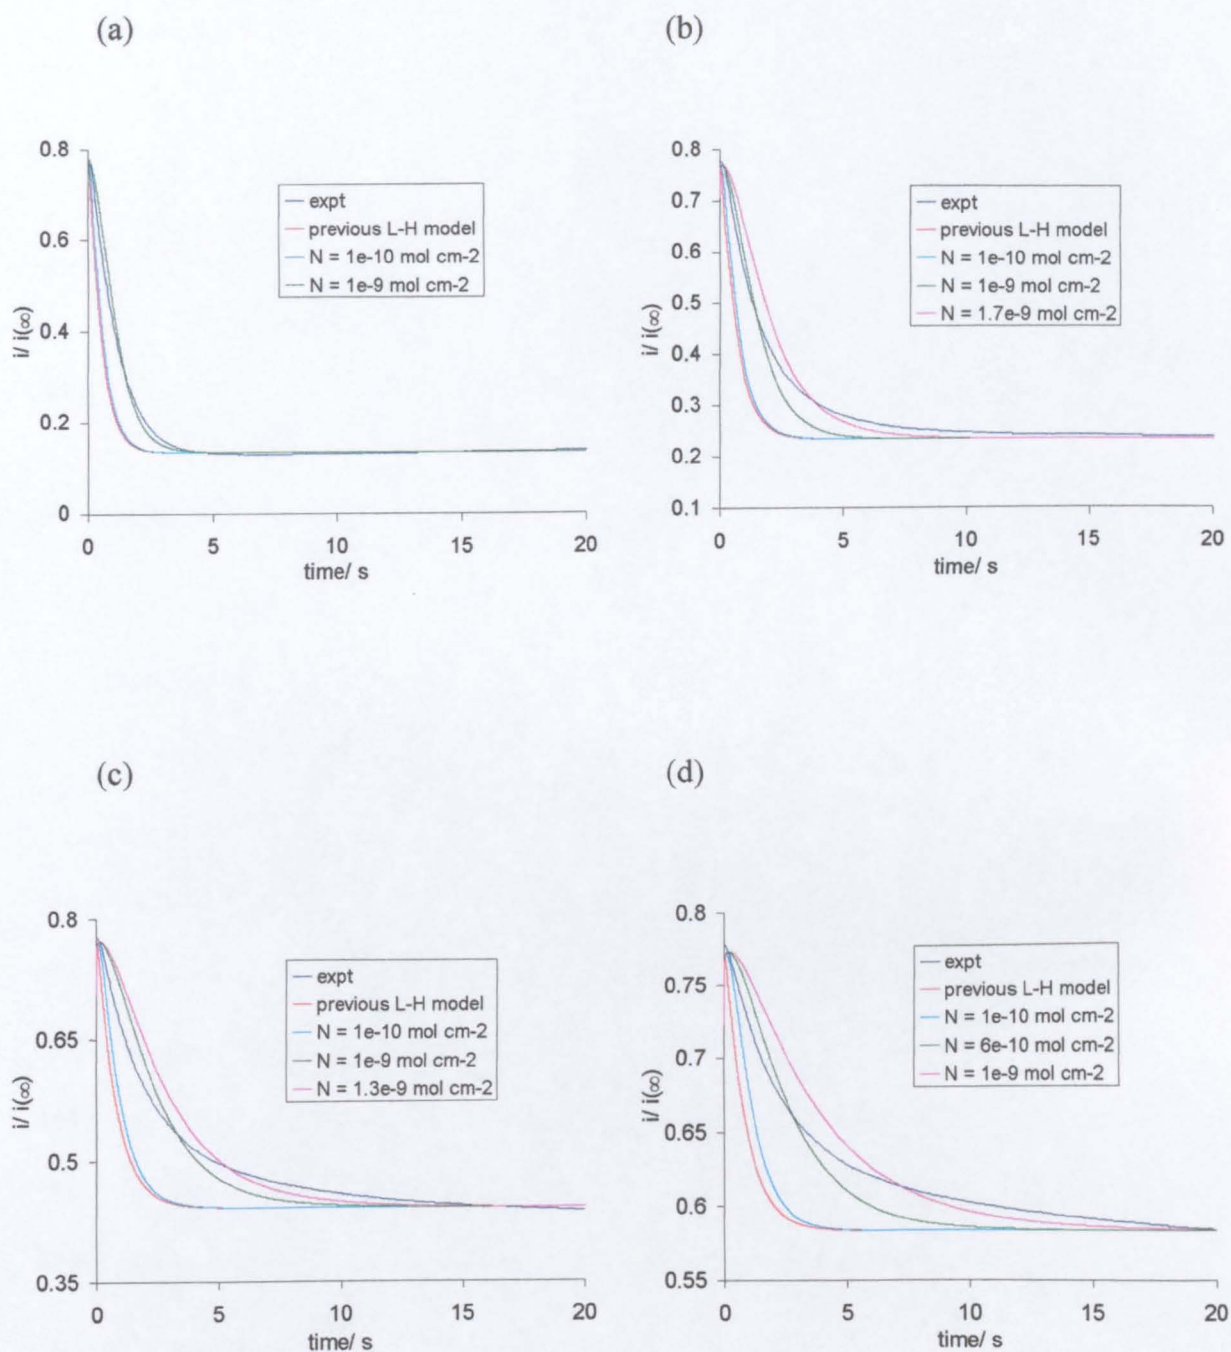 (a)
0.8
0.6
0.4
0.2
0
i/ i(∞)
0
5
10
15
20
time/ s
expt
previous L-H model
N = 1e-10 mol cm-2
N = 1e-9 mol cm-2
(b)
0.8
0.7
0.6
0.5
0.4
0.3
0.2
0.1
i/ i(∞)
0
5
10
15
20
time/ s
expt
previous L-H model
N = 1e-10 mol cm-2
N = 1e-9 mol cm-2
N = 1.7e-9 mol cm-2
(c)
0.8
0.65
0.5
0.35
i/ i(∞)
0
5
10
15
20
time/ s
expt
previous L-H model
N = 1e-10 mol cm-2
N = 1e-9 mol cm-2
N = 1.3e-9 mol cm-2
(d)
0.8
0.75
0.7
0.65
0.6
0.55
i/ i(∞)
0
5
10
15
20
time/ s
expt
previous L-H model
N = 1e-10 mol cm-2
N = 6e-10 mol cm-2
N = 1e-9 mol cm-2